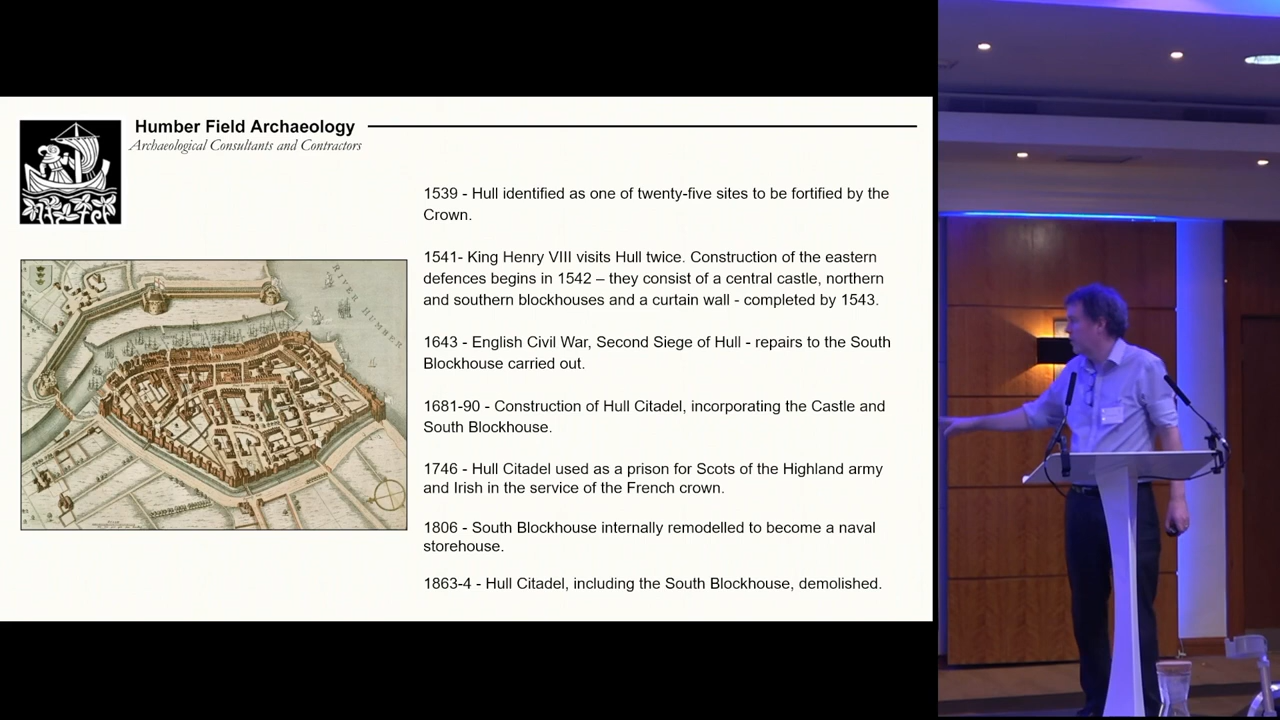 Humber Field Archaeology
Archaeological Consultants and Contractors
1539 - Hull identified as one of twenty-five sites to be fortified by the
Crown.
1541- King Henry VIII visits Hull twice. Construction of the eastern
defences begins in 1542 – they consist of a central castle, northern
and southern blockhouses and a curtain wall - completed by 1543.
1643 - English Civil War, Second Siege of Hull - repairs to the South
Blockhouse carried out.
1681-90 - Construction of Hull Citadel, incorporating the Castle and
South Blockhouse.
1746 - Hull Citadel used as a prison for Scots of the Highland army
and Irish in the service of the French crown.
1806 - South Blockhouse internally remodelled to become a naval
storehouse.
1863-4 - Hull Citadel, including the South Blockhouse, demolished.
RIVER HUMBER